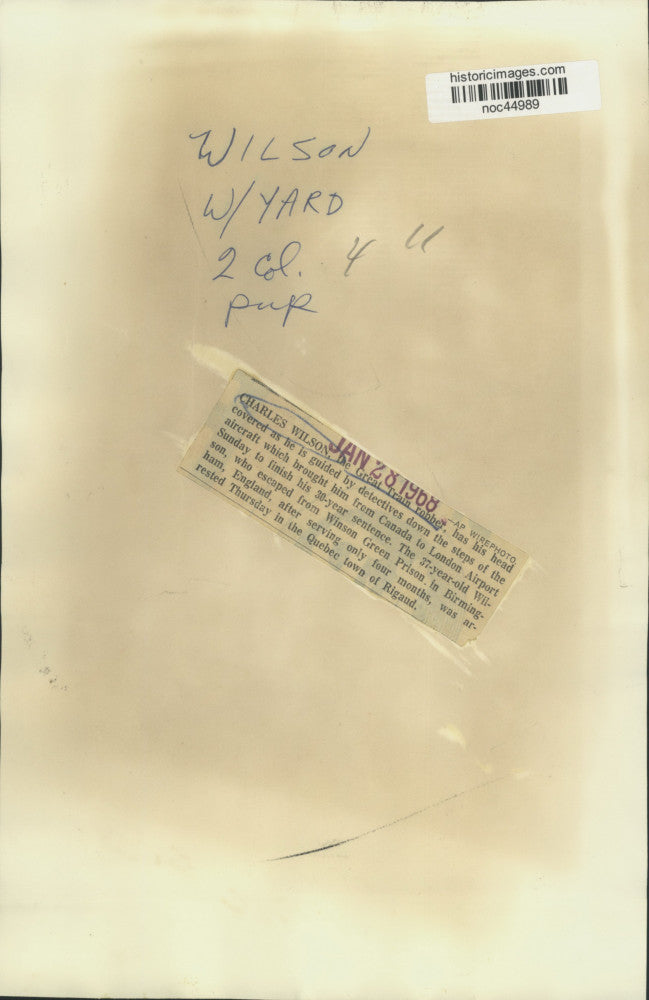 historicimages.com
noc44989
WILSON
W/YARD
2 Col. 4"
pup
JAN 28 1968
—AP WIREPHOTO
CHARLES WILSON, the Great Train robber, has his head
covered as he is guided by detectives down the steps of the
aircraft which brought him from Canada to London Airport
Sunday to finish his 30-year sentence. The 37-year-old Wil-
son, who escaped from Winson Green Prison in Birming-
ham, England, after serving only four months, was ar-
rested Thursday in the Quebec town of Rigaud.